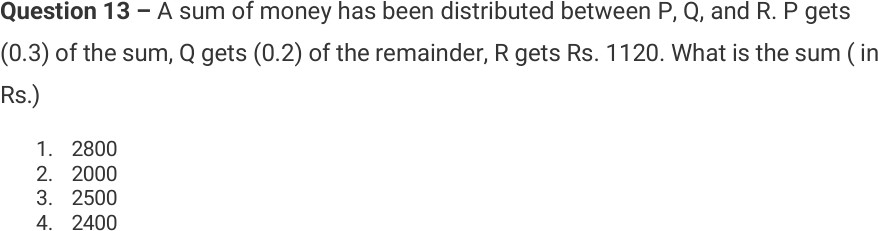 Question 13 – A sum of money has been distributed between P, Q, and R. P gets
(0.3) of the sum, Q gets (0.2) of the remainder, R gets Rs. 1120. What is the sum ( in
Rs.)
1. 2800
2. 2000
3. 2500
4. 2400